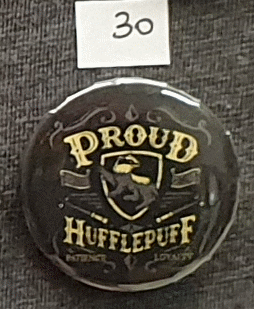 30
PROUD
HUFFLEPUFF
PATIENCE LOYALTY